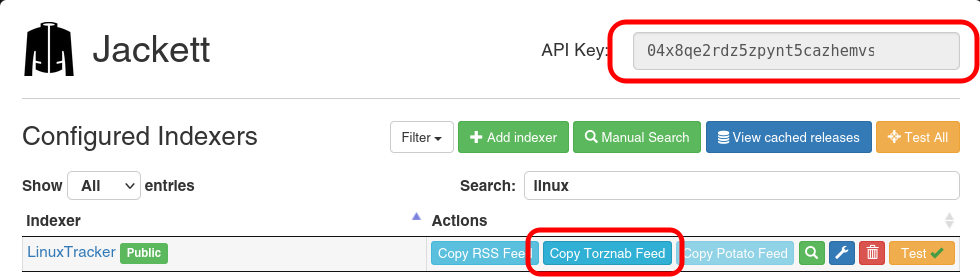 Jackett
API Key: 04x8qe2rdz5zpynt5cazhemvs
Configured Indexers
Filter Add indexer Manual Search View cached releases Test All
Show All entries Search: linux
Indexer Actions
LinuxTracker Public Copy RSS Feed Copy Torznab Feed Copy Potato Feed Test